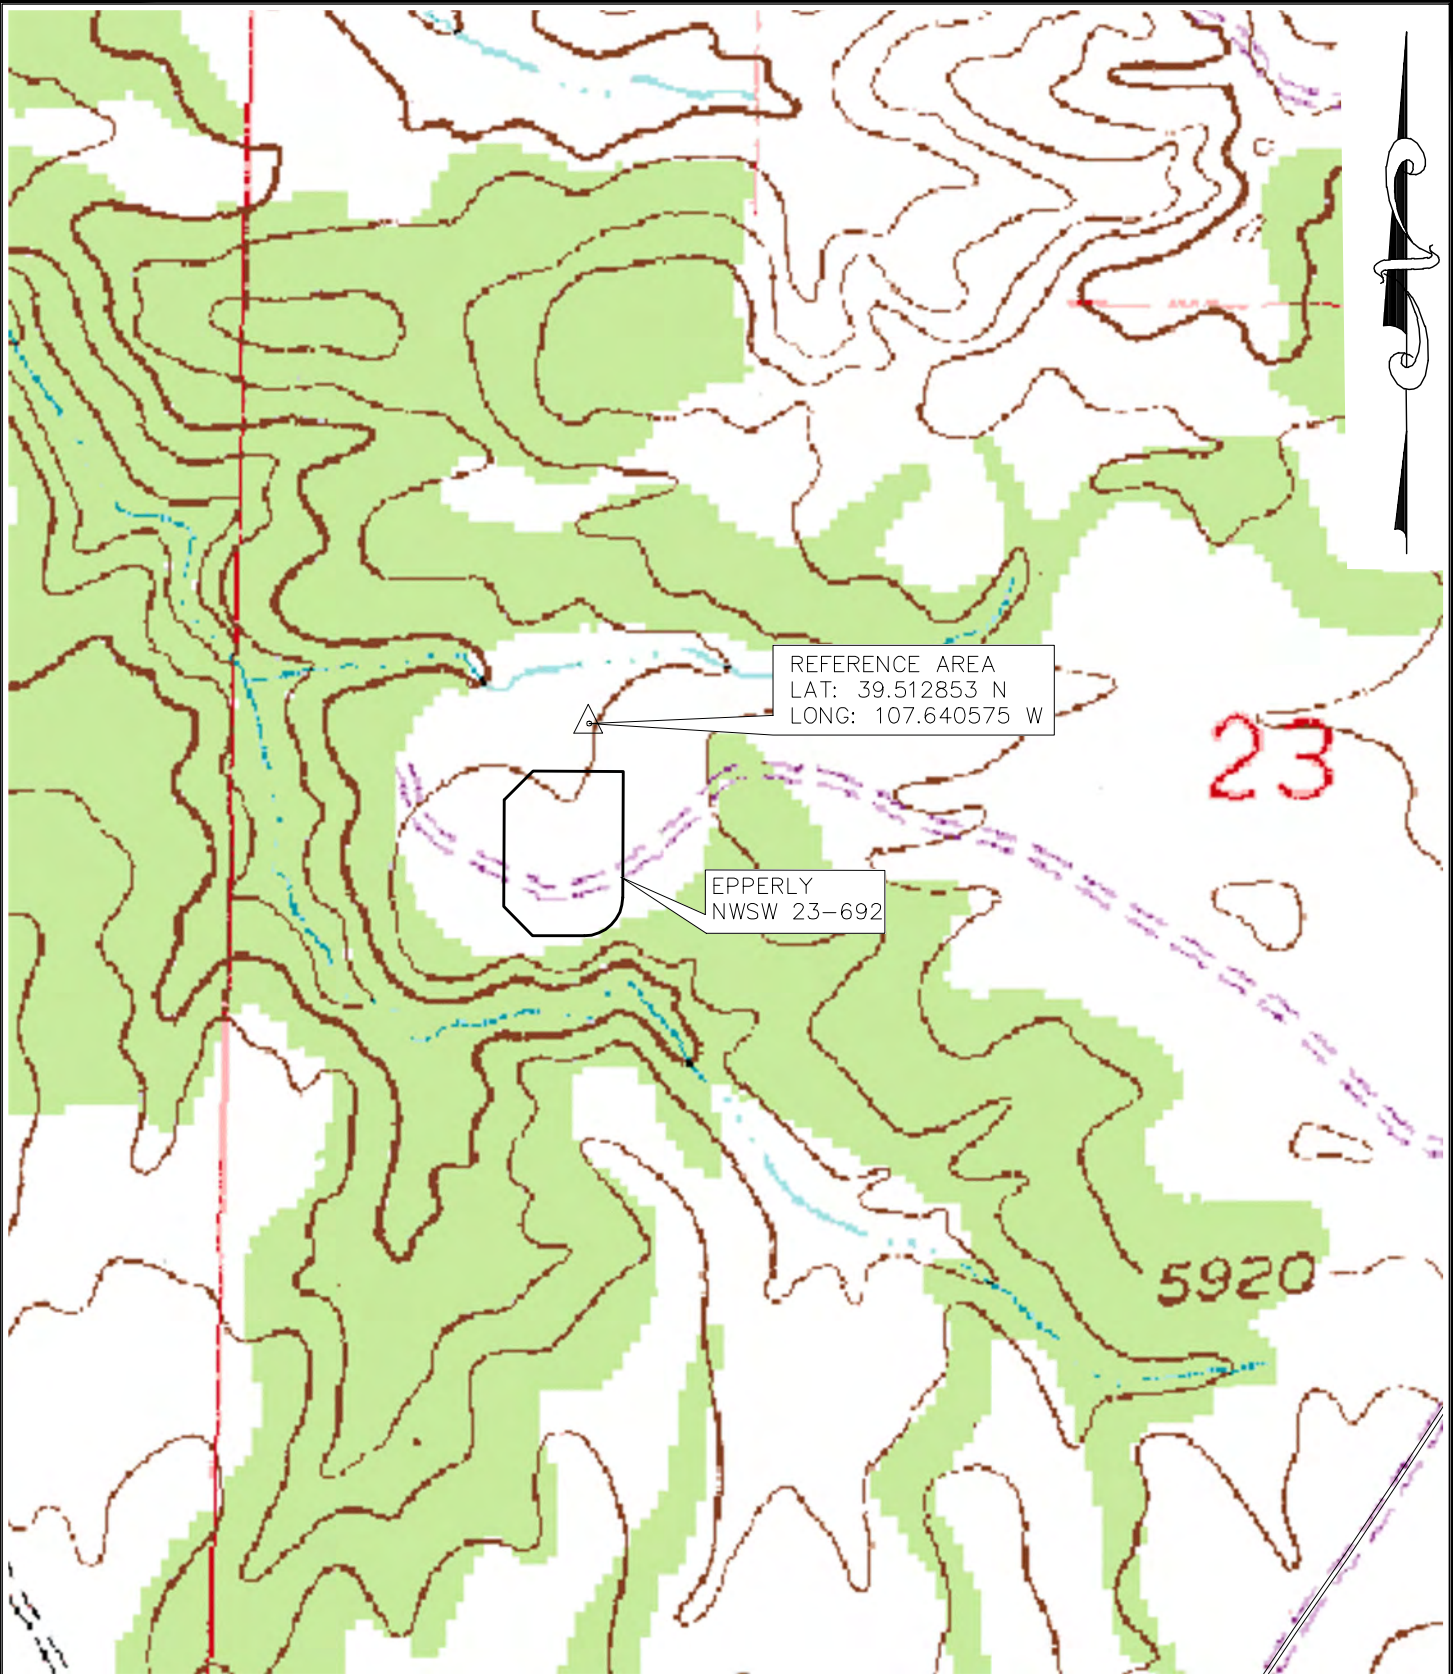 REFERENCE AREA
LAT: 39.512853 N
LONG: 107.640575 W
23
EPPERLY
NWSW 23-692
5920